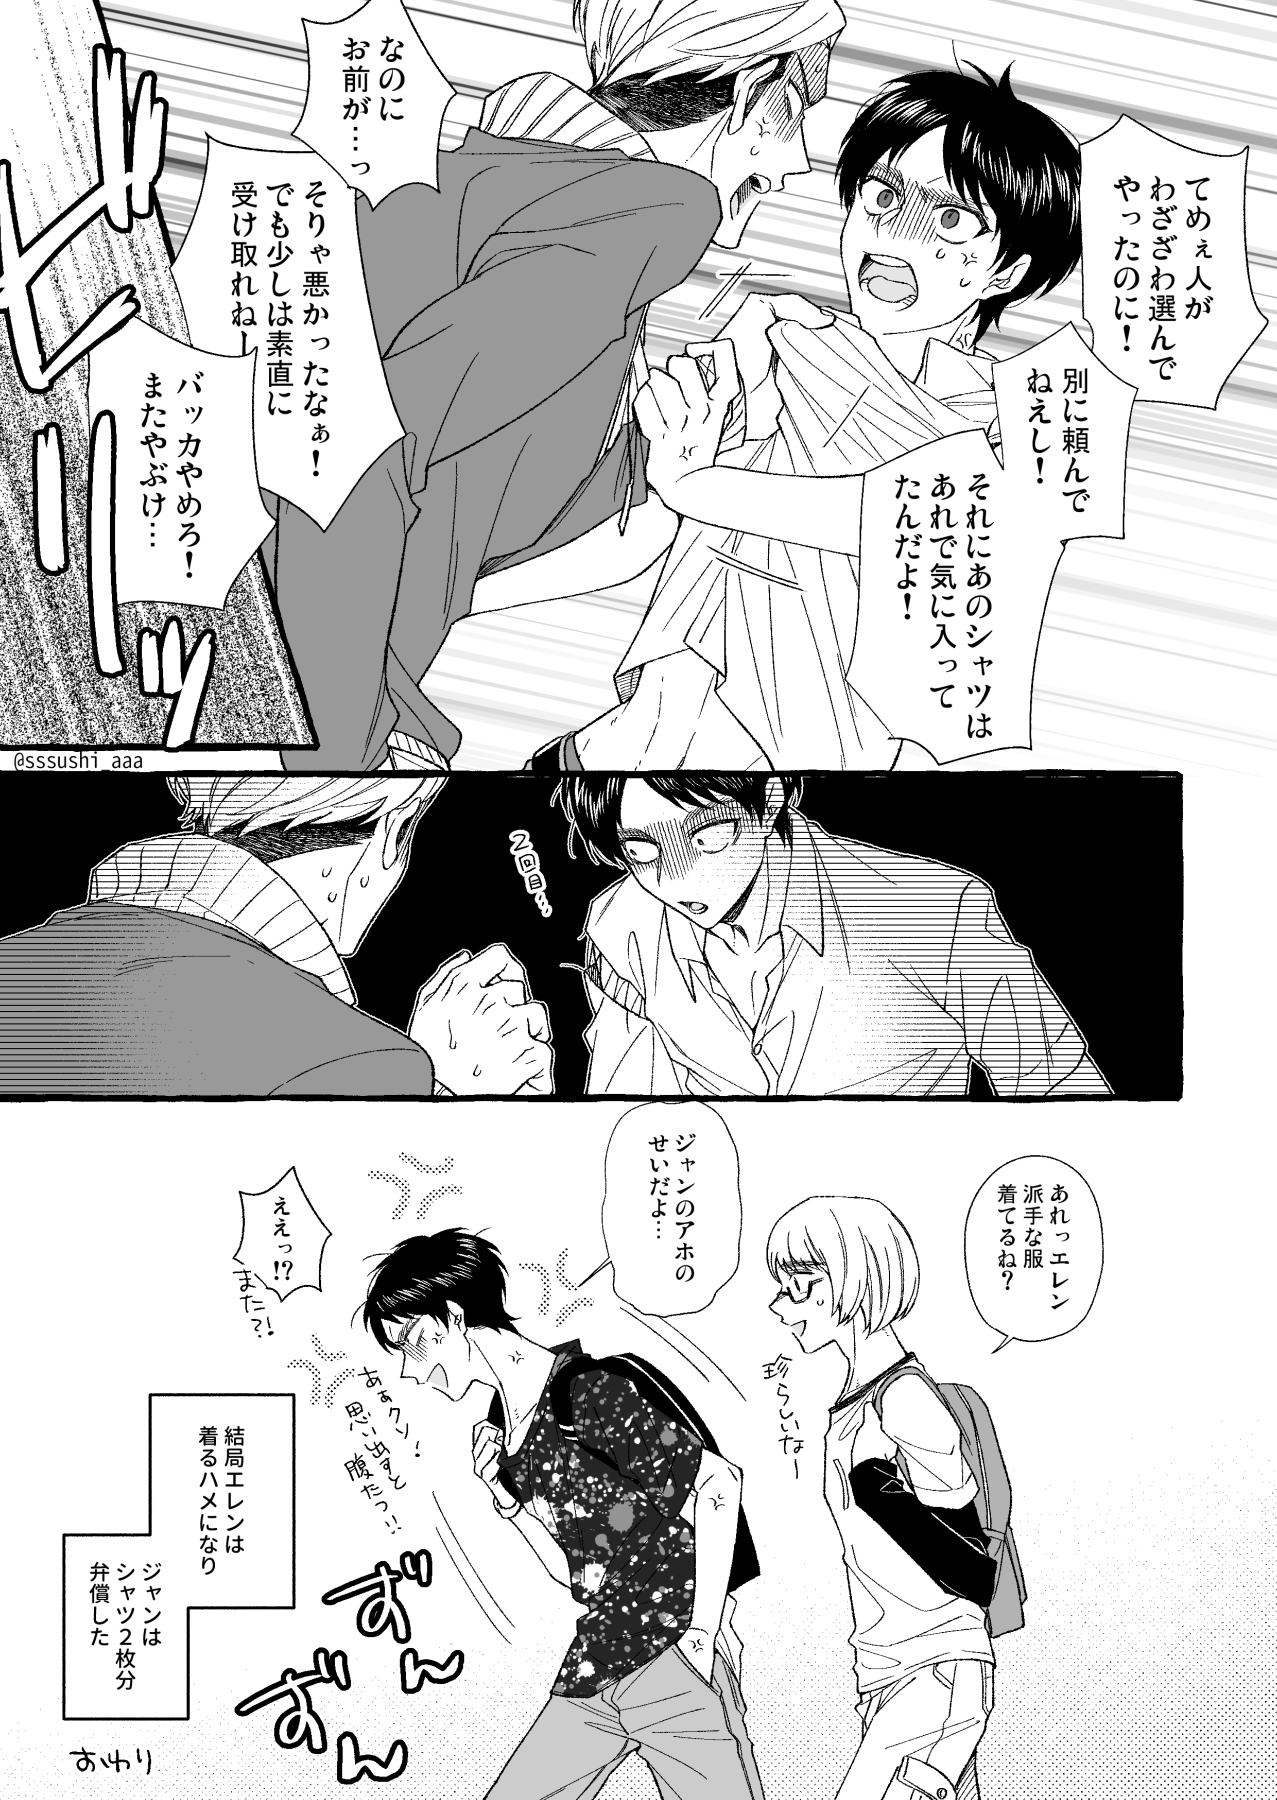 てめぇ人が
わざざわ選んで
やったのに！
別に頼んで
ねえし！
それにあのシャツは
あれで気に入って
たんだよ！
なのに
お前が…っ
そりゃ悪かったなぁ！
でも少しは素直に
受け取れねー
バッカやめろ！
またやぶけ…
ビリッ
@sssushi_aaa
2回目…
あれっエレン
派手な服
着てるね？
珍らしいなー
ジャンのアホの
せいだよ…
ええっ!?
また?!
あぁクソ！
思い出すと
腹たつ!!
ずん
ずん
結局エレンは
着るハメになり
ジャンは
シャツ2枚分
弁償した
おわり